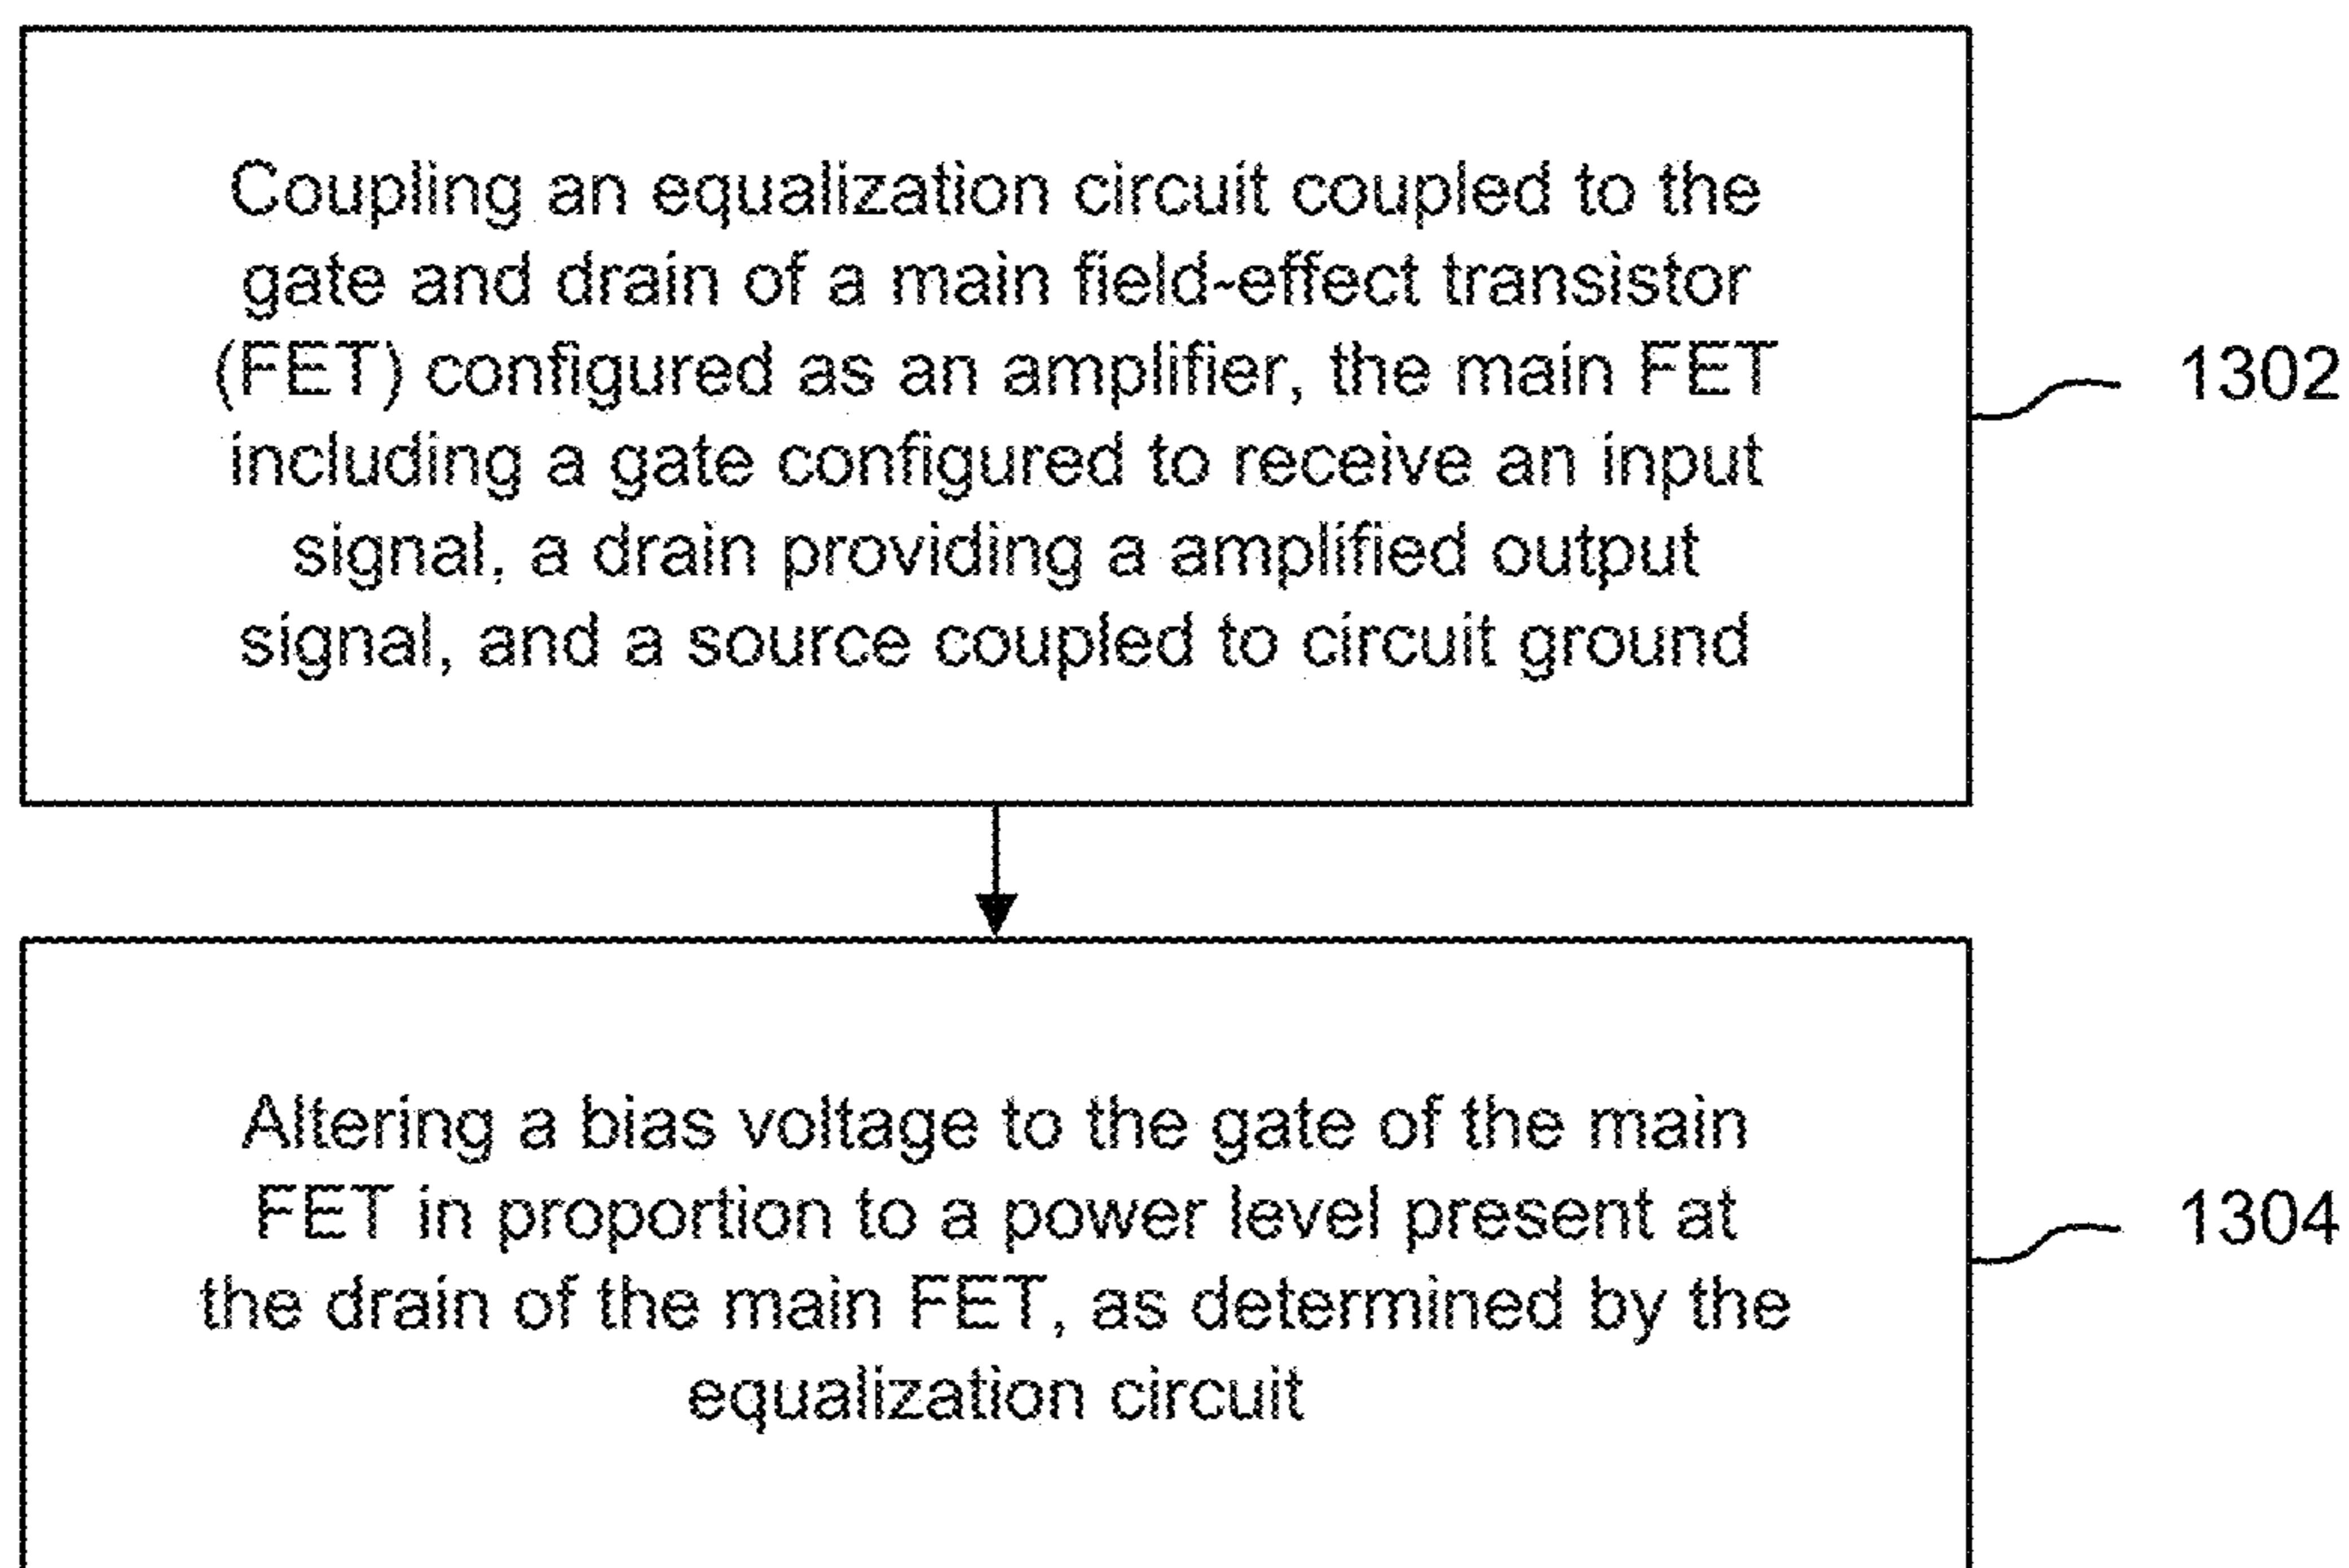 Coupling an equalization circuit coupled to the
gate and drain of a main field-effect transistor
(FET) configured as an amplifier, the main FET
including a gate configured to receive an input
signal, a drain providing a amplified output
signal, and a source coupled to circuit ground
1302
Altering a bias voltage to the gate of the main
FET in proportion to a power level present at
the drain of the main FET, as determined by the
equalization circuit
1304